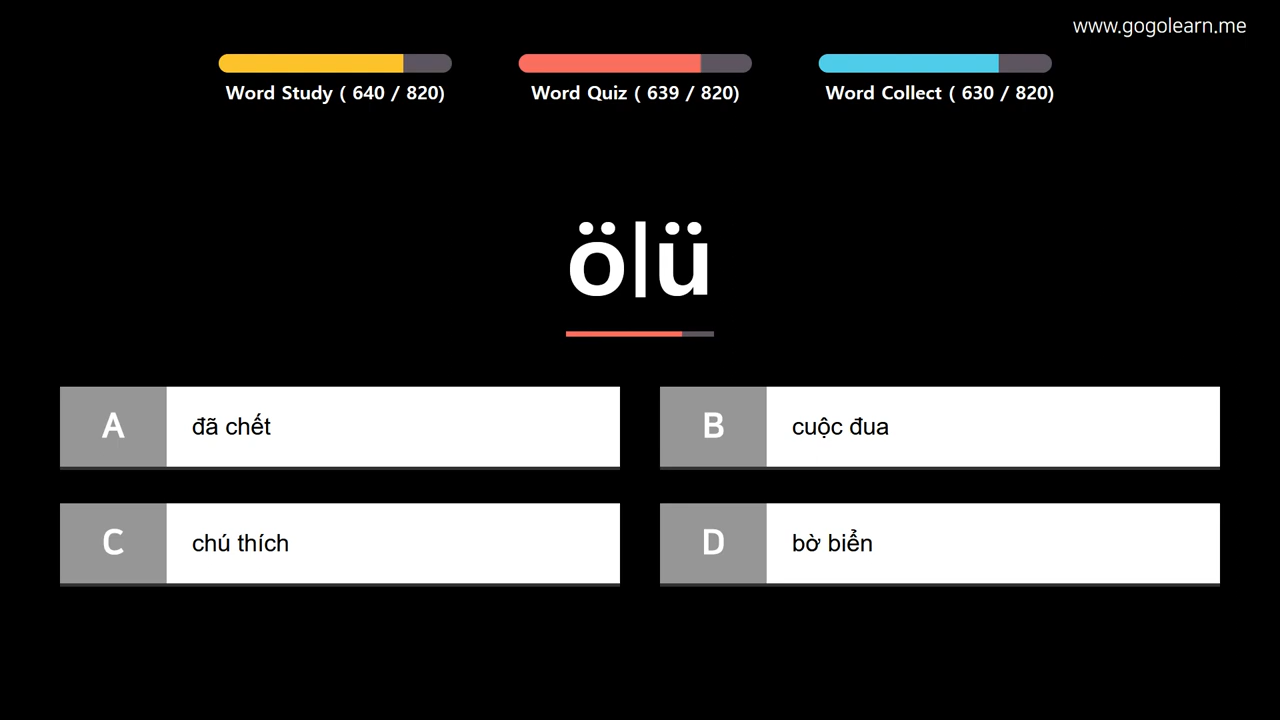 www.gogolearn.me
Word Study ( 640 / 820)
Word Quiz ( 639 / 820)
Word Collect ( 630 / 820)
ölü
A đã chết
B cuộc đua
C chú thích
D bờ biển